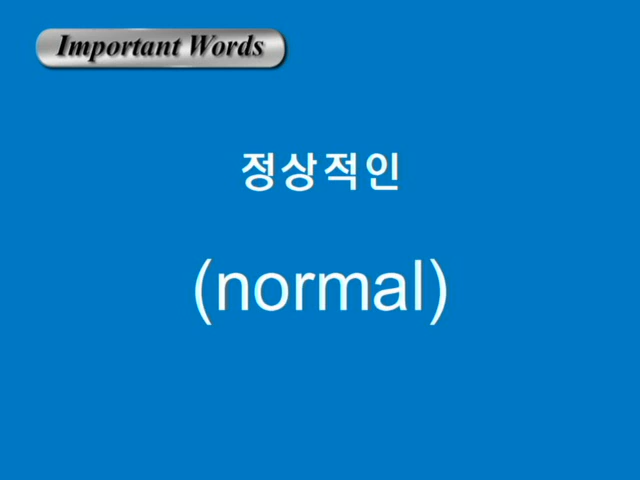 Important Words
정상적인
(normal)